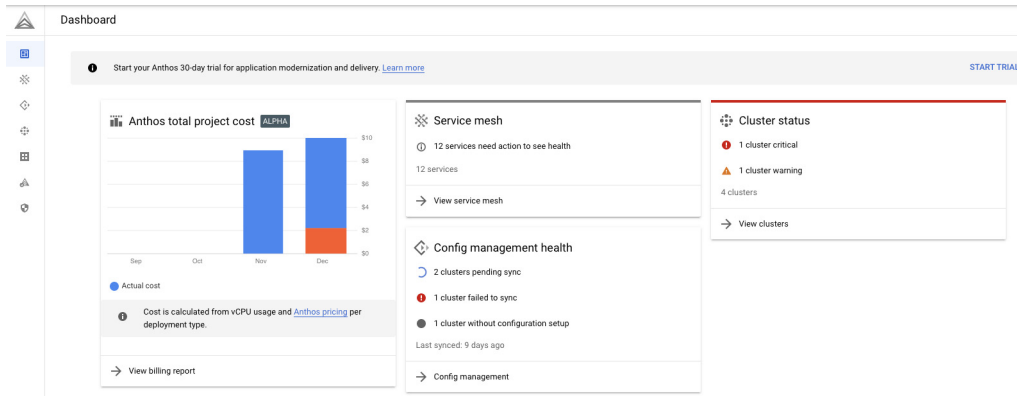 Dashboard
Start your Anthos 30-day trial for application modernization and delivery. Learn more
START TRIAL
Anthos total project cost ALPHA
$10
$8
$6
$4
$2
$0
Sep Oct Nov Dec
Actual cost
Cost is calculated from vCPU usage and Anthos pricing per
deployment type.
View billing report
Service mesh
12 services need action to see health
12 services
View service mesh
Config management health
2 clusters pending sync
1 cluster failed to sync
1 cluster without configuration setup
Last synced: 9 days ago
Config management
Cluster status
1 cluster critical
1 cluster warning
4 clusters
View clusters